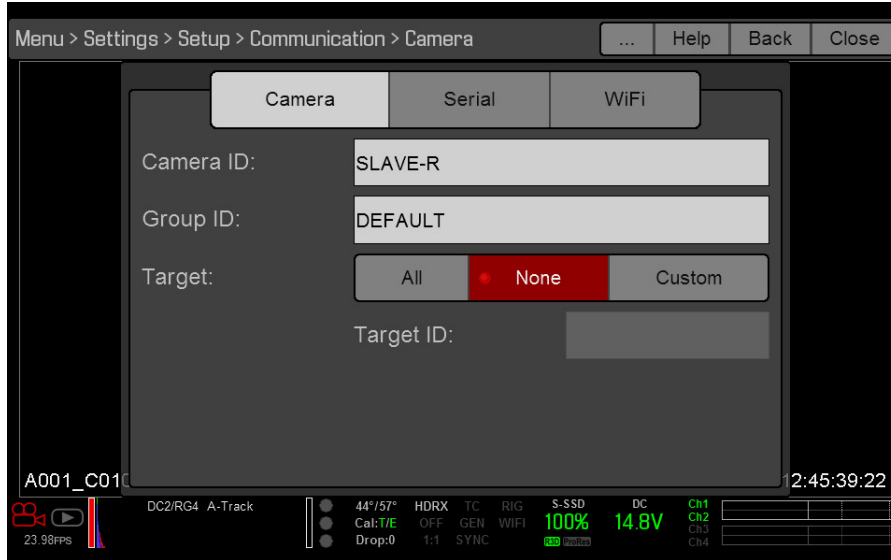 Menu > Settings > Setup > Communication > Camera ... Help Back Close
Camera Serial WiFi
Camera ID: SLAVE-R
Group ID: DEFAULT
Target: All None Custom
Target ID:
A001_C01 2:45:39:22
DC2/RG4 A-Track 44°/57° HDRX TC RIG S-SSD DC Ch1
Cal:T/E OFF GEN WIFI 100% 14.8V Ch2
Ch3
23.98FPS Drop:0 1:1 SYNC R3D ProRes Ch4